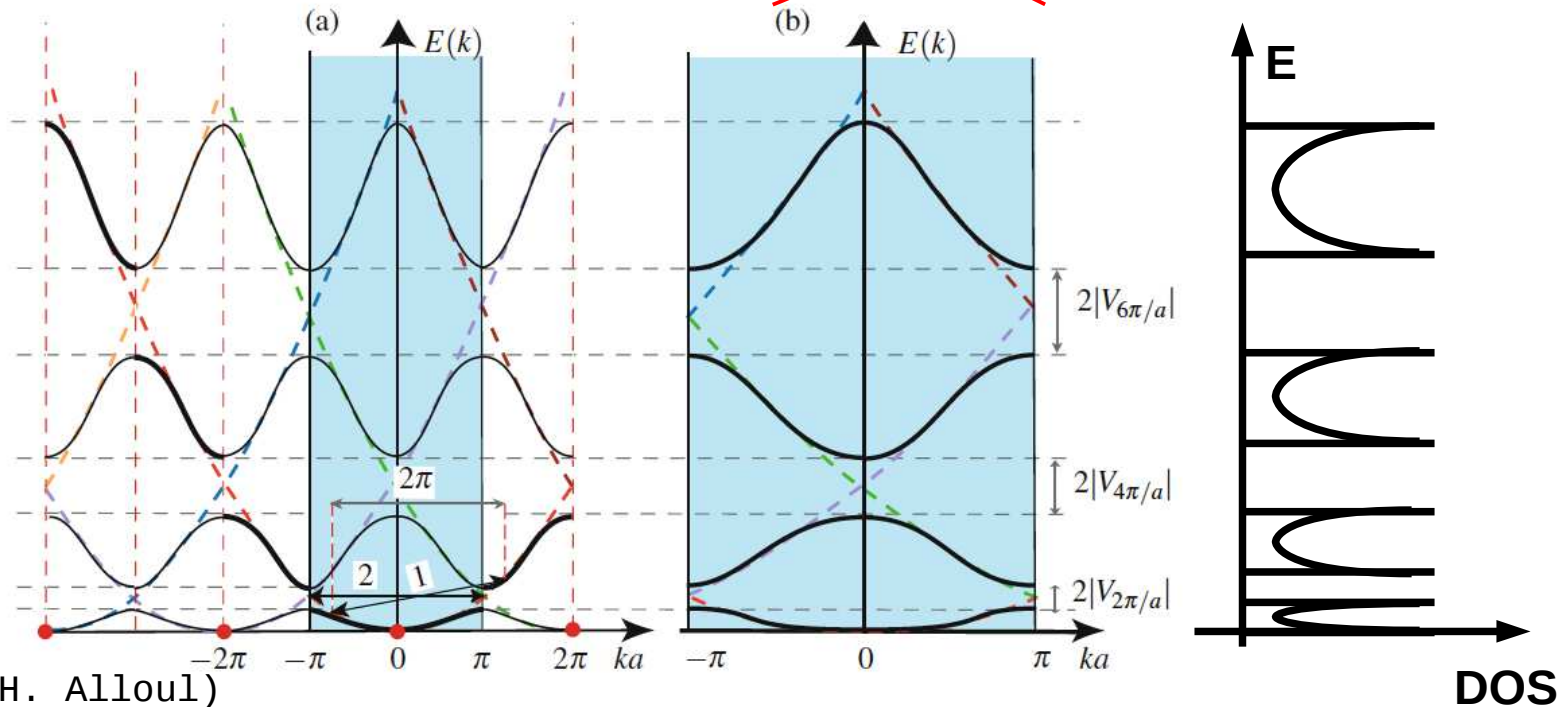 (a)
E(k)
2π
2
1
−2π
−π
0
π
2π
ka
(b)
E(k)
2|V6π/a|
2|V4π/a|
2|V2π/a|
−π
0
π
ka
E
DOS
H. Alloul)